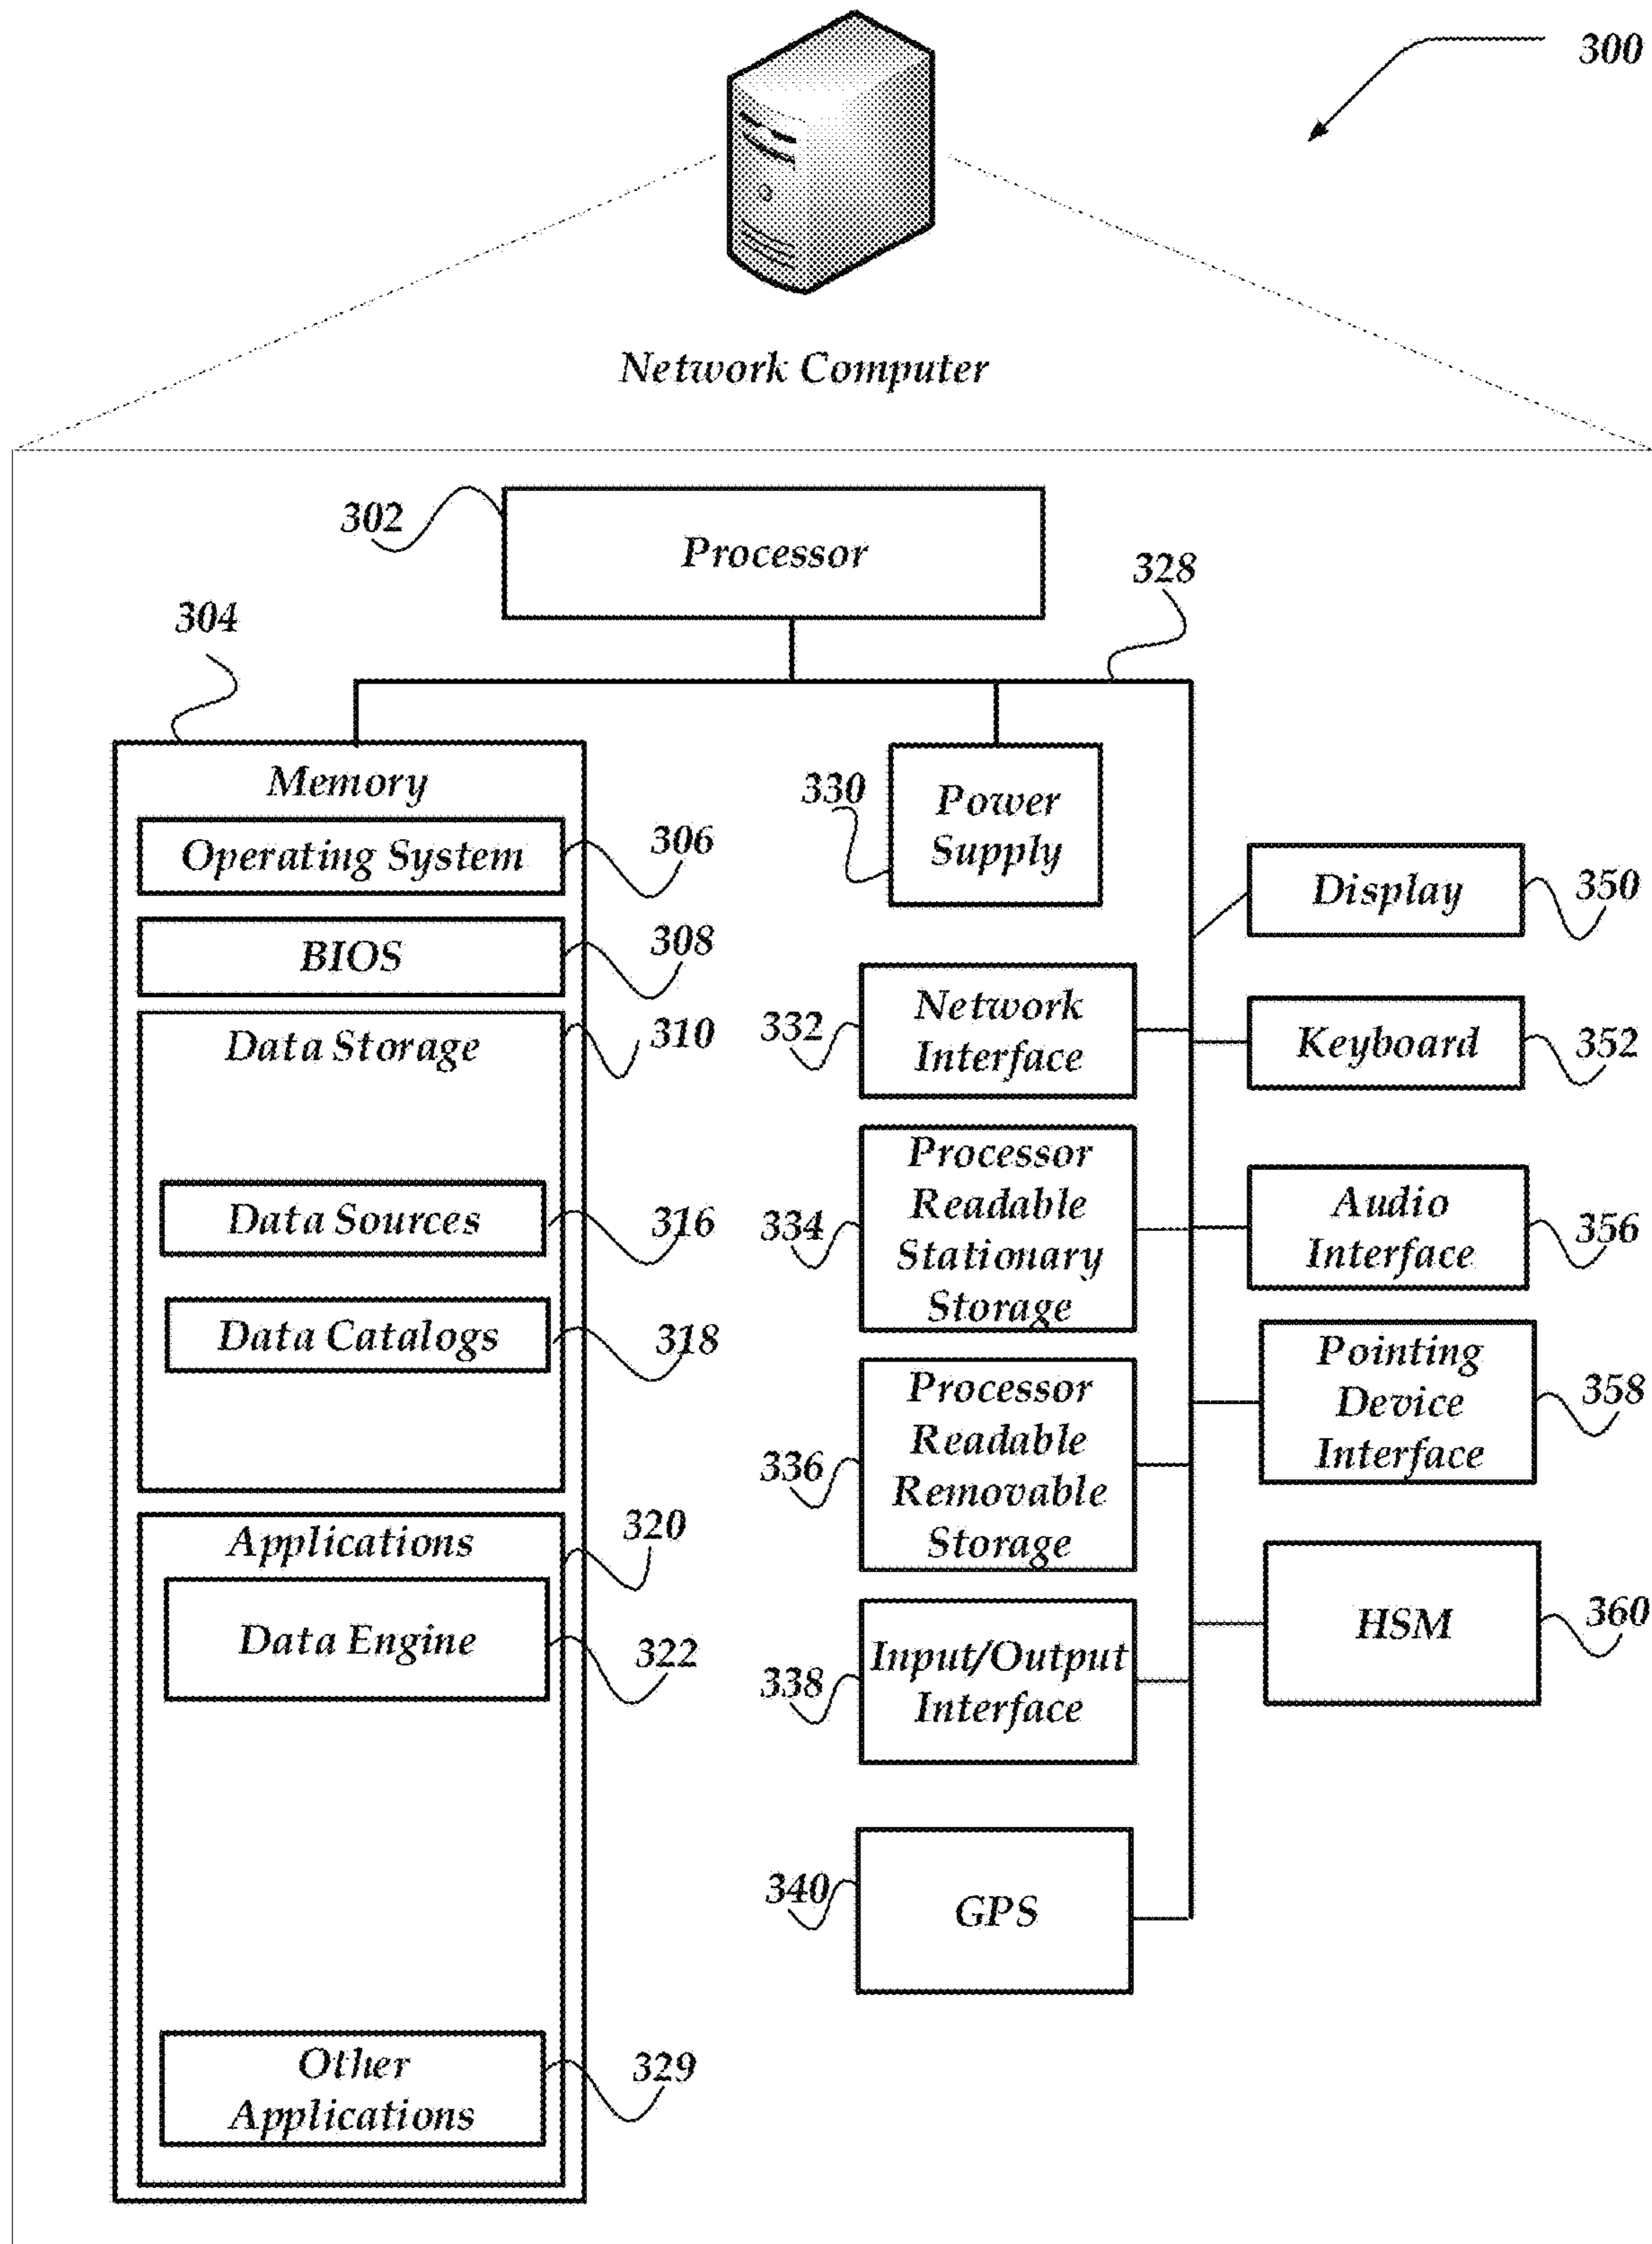 300
Network Computer
302
Processor
328
304
Memory
Operating System
306
BIOS
308
Data Storage
310
Data Sources
316
Data Catalogs
318
Applications
320
Data Engine
322
Other
Applications
329
330
Power
Supply
332
Network
Interface
334
Processor
Readable
Stationary
Storage
336
Processor
Readable
Removable
Storage
338
Input/Output
Interface
340
GPS
Display
350
Keyboard
352
Audio
Interface
356
Pointing
Device
Interface
358
HSM
360